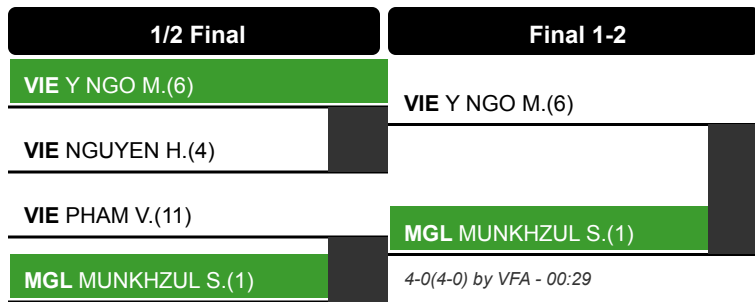 1/2 Final
VIE Y NGO M.(6)
VIE NGUYEN H.(4)
VIE PHAM V.(11)
MGL MUNKHZUL S.(1)
Final 1-2
VIE Y NGO M.(6)
MGL MUNKHZUL S.(1)
4-0(4-0) by VFA - 00:29